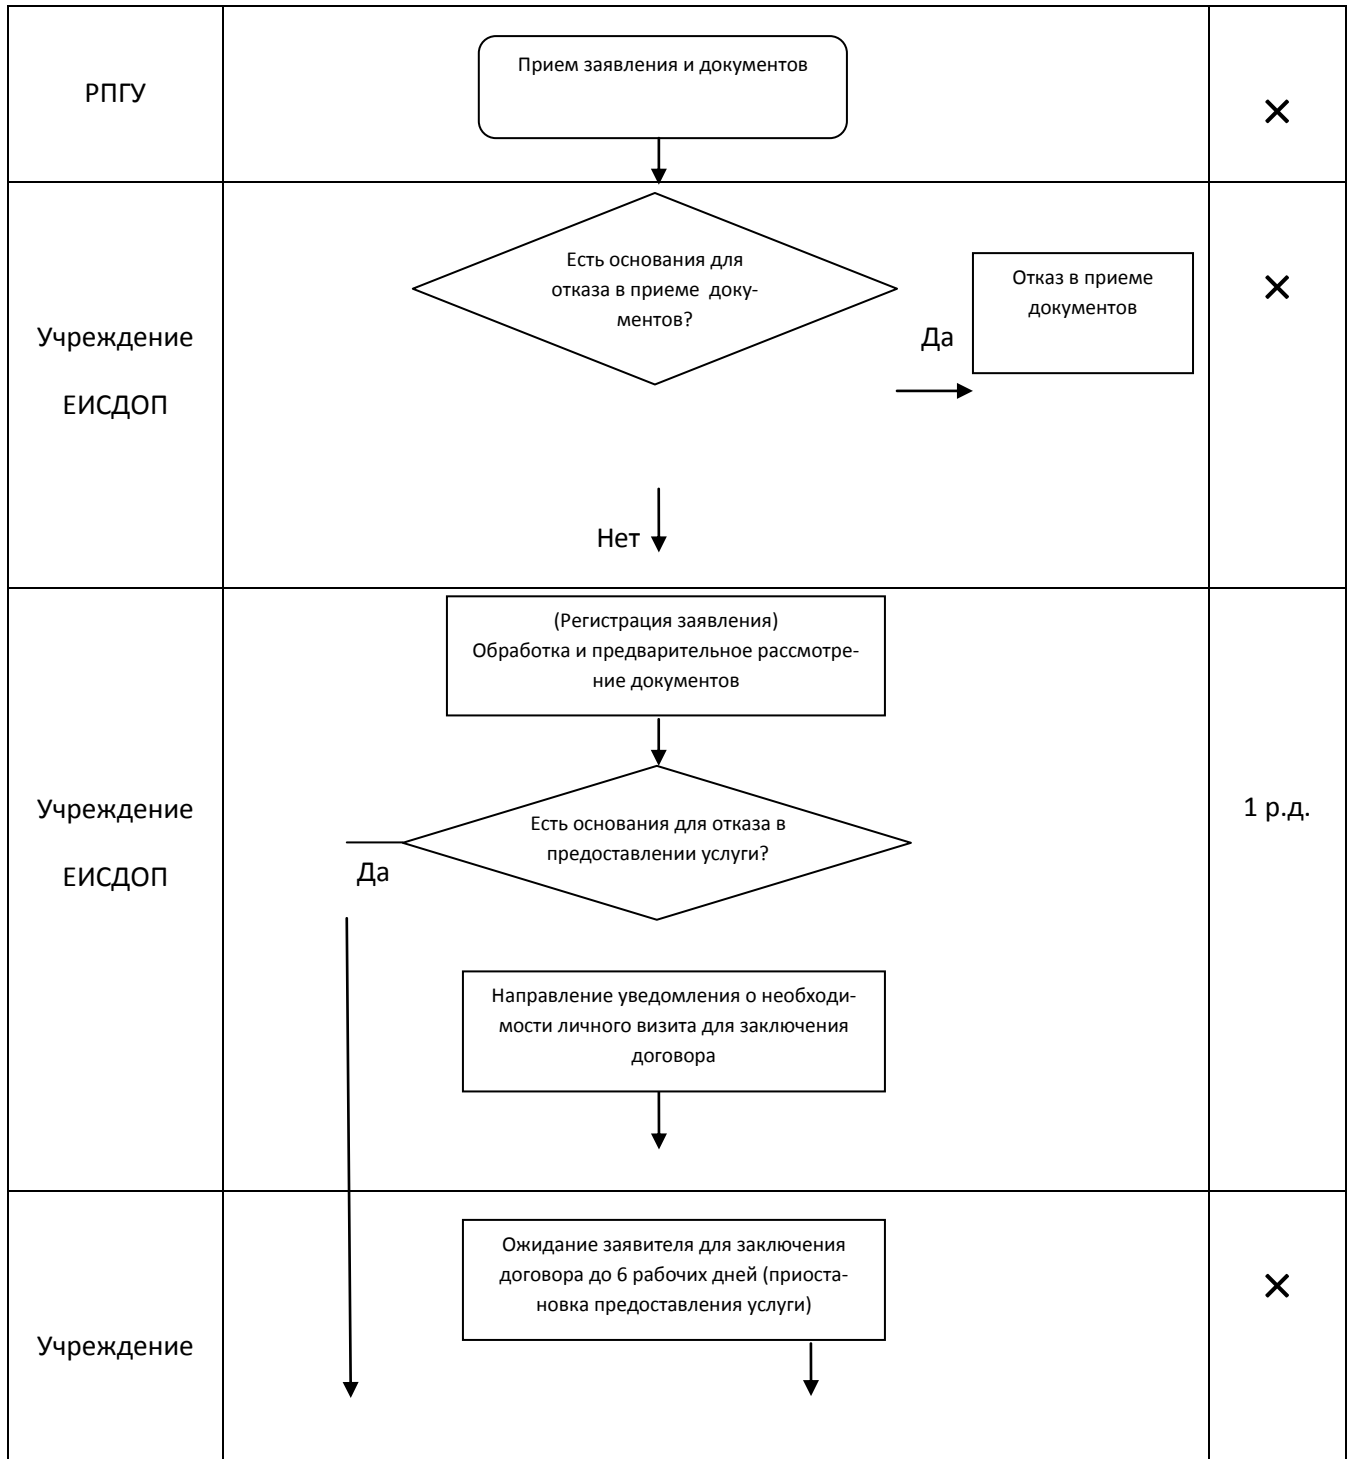 РПГУ
Прием заявления и документов
×
Есть основания для
отказа в приеме доку-
ментов?
Отказ в приеме
документов
×
Учреждение
ЕИСДОП
Да
Нет
(Регистрация заявления)
Обработка и предварительное рассмотре-
ние документов
Учреждение
ЕИСДОП
Есть основания для отказа в
предоставлении услуги?
1 р.д.
Да
Направление уведомления о необходи-
мости личного визита для заключения
договора
Ожидание заявителя для заключения
договора до 6 рабочих дней (приоста-
новка предоставления услуги)
×
Учреждение